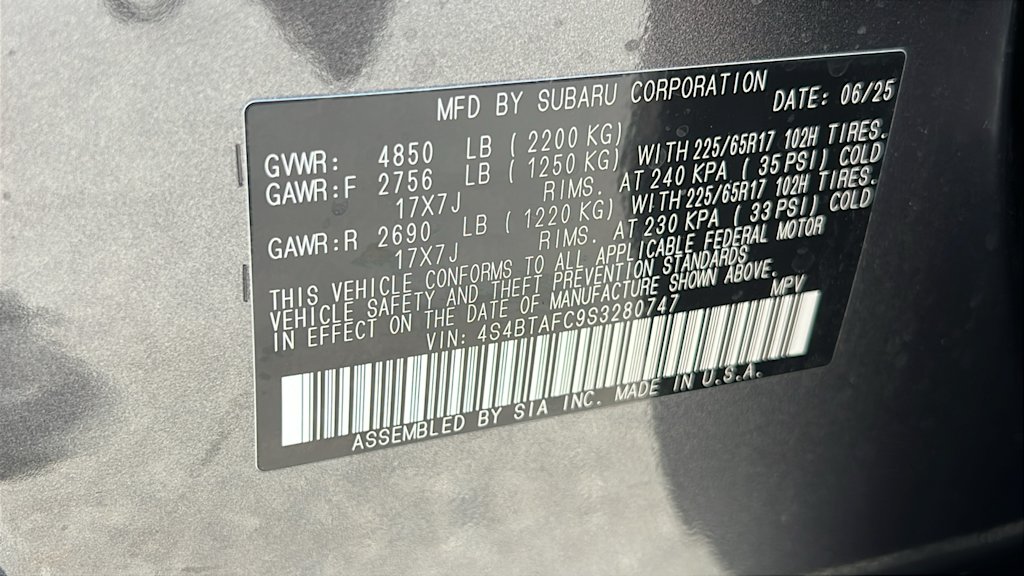 MFD BY SUBARU CORPORATION DATE: 06/25
GVWR: 4850 LB ( 2200 KG)
GAWR:F 2756 LB ( 1250 KG) WITH 225/65R17 102H TIRES.
17X7J RIMS. AT 240 KPA ( 35 PSI) COLD
GAWR:R 2690 LB ( 1220 KG) WITH 225/65R17 102H TIRES.
17X7J RIMS. AT 230 KPA ( 33 PSI) COLD
THIS VEHICLE CONFORMS TO ALL APPLICABLE FEDERAL MOTOR
VEHICLE SAFETY AND THEFT PREVENTION STANDARDS
IN EFFECT ON THE DATE OF MANUFACTURE SHOWN ABOVE.
VIN: 4S4BTAFC9S3280747 MPV
ASSEMBLED BY SIA INC. MADE IN U.S.A.